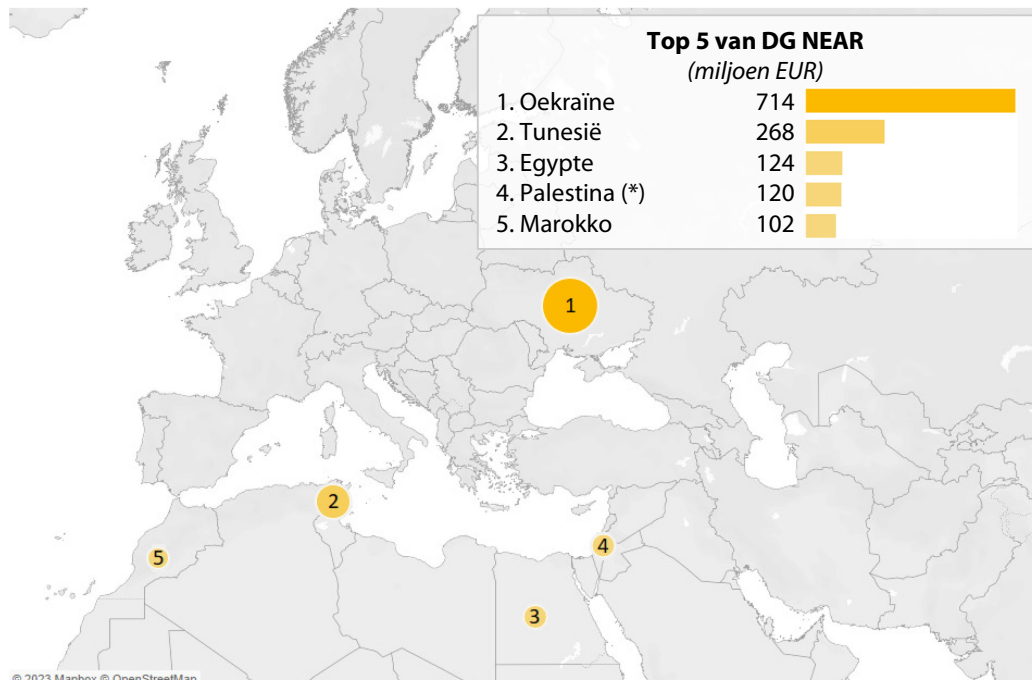 Top 5 van DG NEAR
(miljoen EUR)
1. Oekraïne 714
2. Tunesië 268
3. Egypte 124
4. Palestina (*) 120
5. Marokko 102
1
2
4
5
3
© 2023 Mapbox © OpenStreetMap